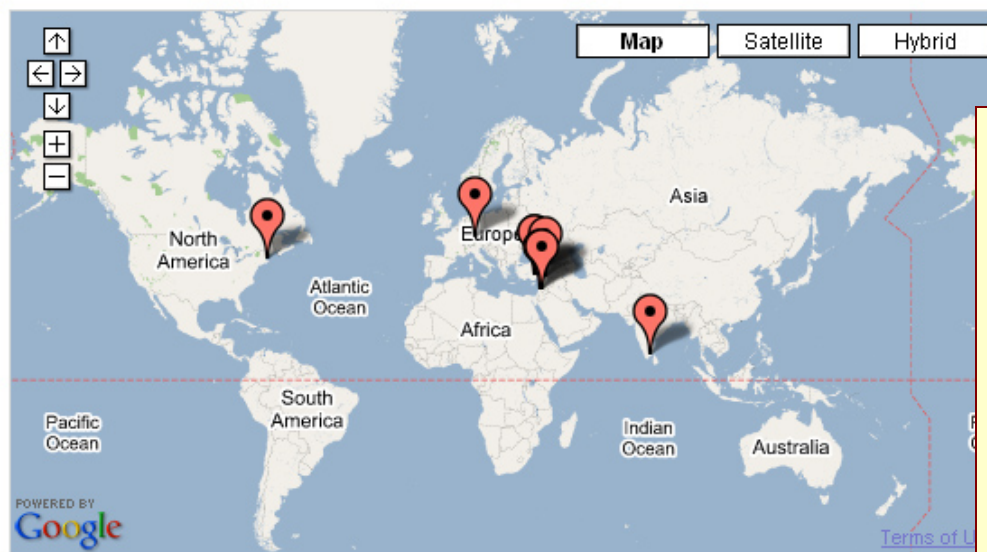 Map
Satellite
Hybrid
Asia
North
America
Europe
Atlantic
Ocean
Africa
South
America
Pacific
Ocean
Indian
Ocean
Australia
POWERED BY
Google
Terms of U